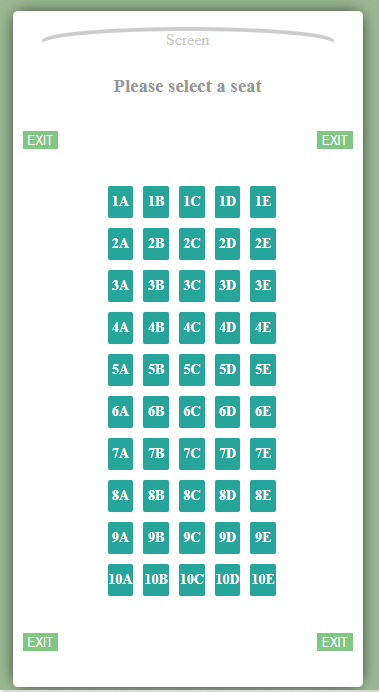 Screen
Please select a seat
EXIT EXIT
1A 1B 1C 1D 1E
2A 2B 2C 2D 2E
3A 3B 3C 3D 3E
4A 4B 4C 4D 4E
5A 5B 5C 5D 5E
6A 6B 6C 6D 6E
7A 7B 7C 7D 7E
8A 8B 8C 8D 8E
9A 9B 9C 9D 9E
10A 10B 10C 10D 10E
EXIT EXIT